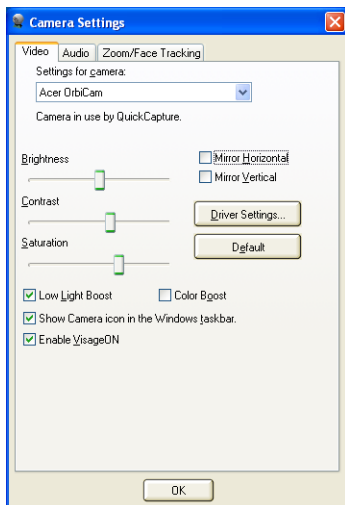 Camera Settings
Video Audio Zoom/Face Tracking
Settings for camera:
Acer OrbiCam
Camera in use by QuickCapture.
Brightness
Mirror Horizontal
Mirror Vertical
Contrast
Driver Settings...
Saturation
Default
Low Light Boost Color Boost
Show Camera icon in the Windows taskbar.
Enable VisageON
OK